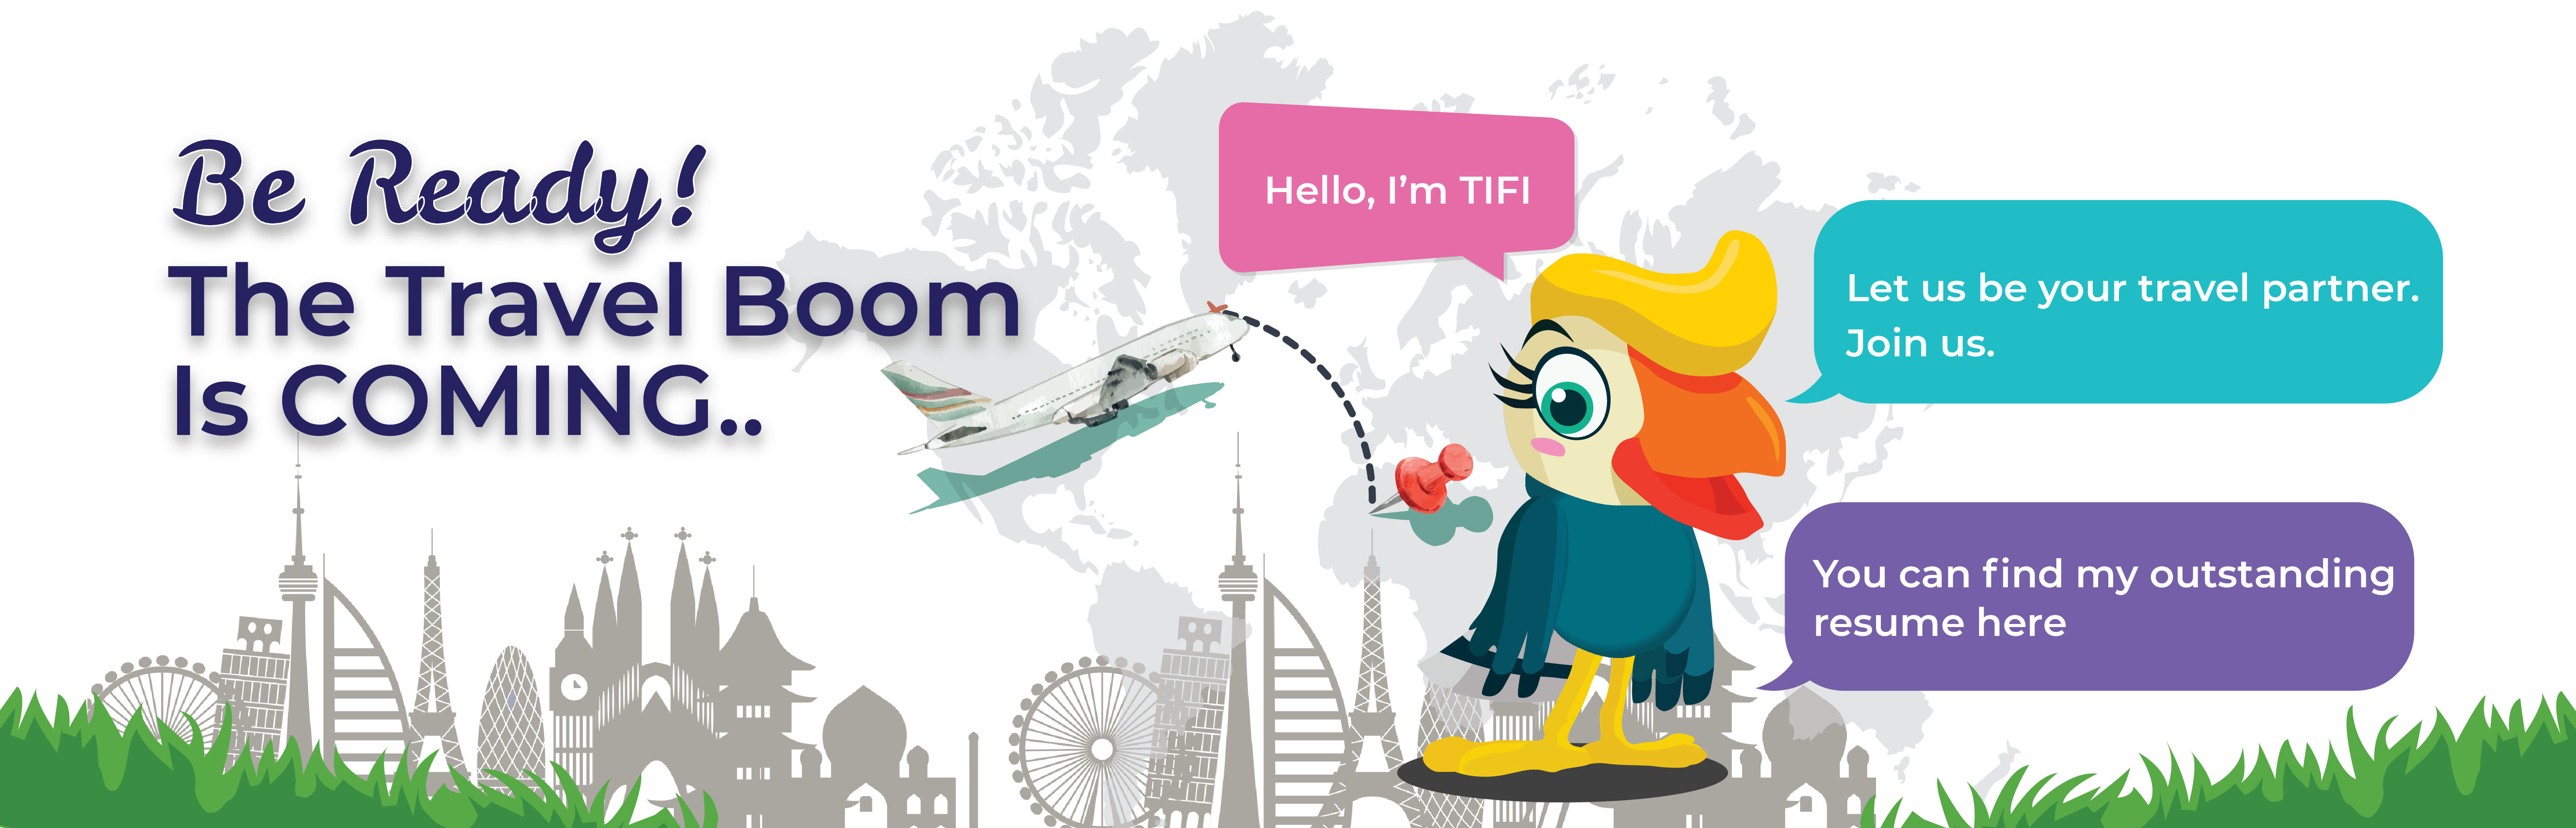 Be Ready!
The Travel Boom
Is COMING..
Hello, I'm TIFI
Let us be your travel partner.
Join us.
You can find my outstanding
resume here